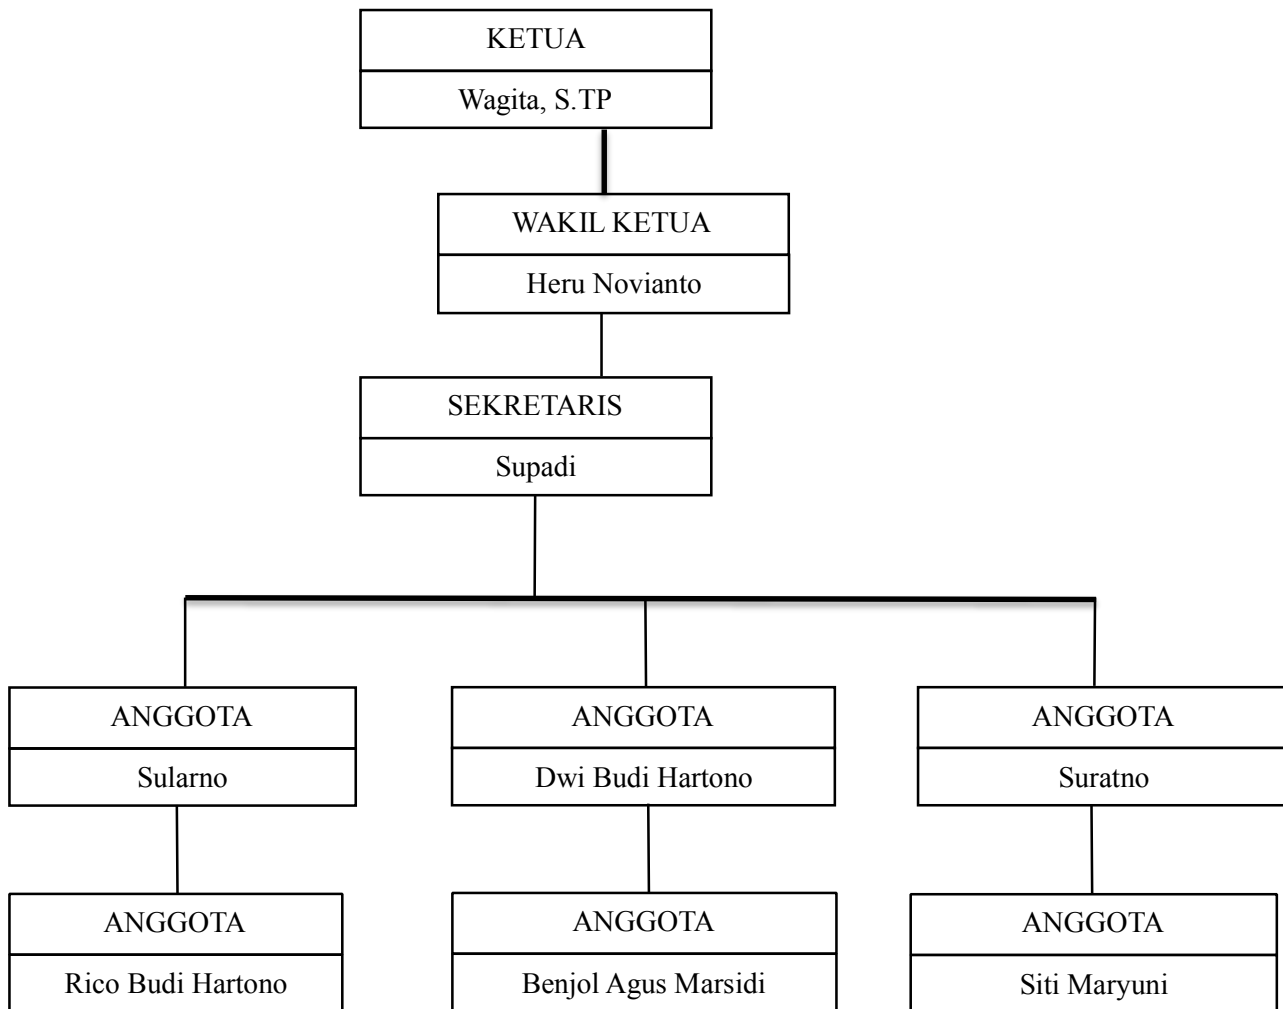 KETUA
Wagita, S.TP
WAKIL KETUA
Heru Novianto
SEKRETARIS
Supadi
ANGGOTA
Sularno
ANGGOTA
Dwi Budi Hartono
ANGGOTA
Suratno
ANGGOTA
Rico Budi Hartono
ANGGOTA
Benjol Agus Marsidi
ANGGOTA
Siti Maryuni